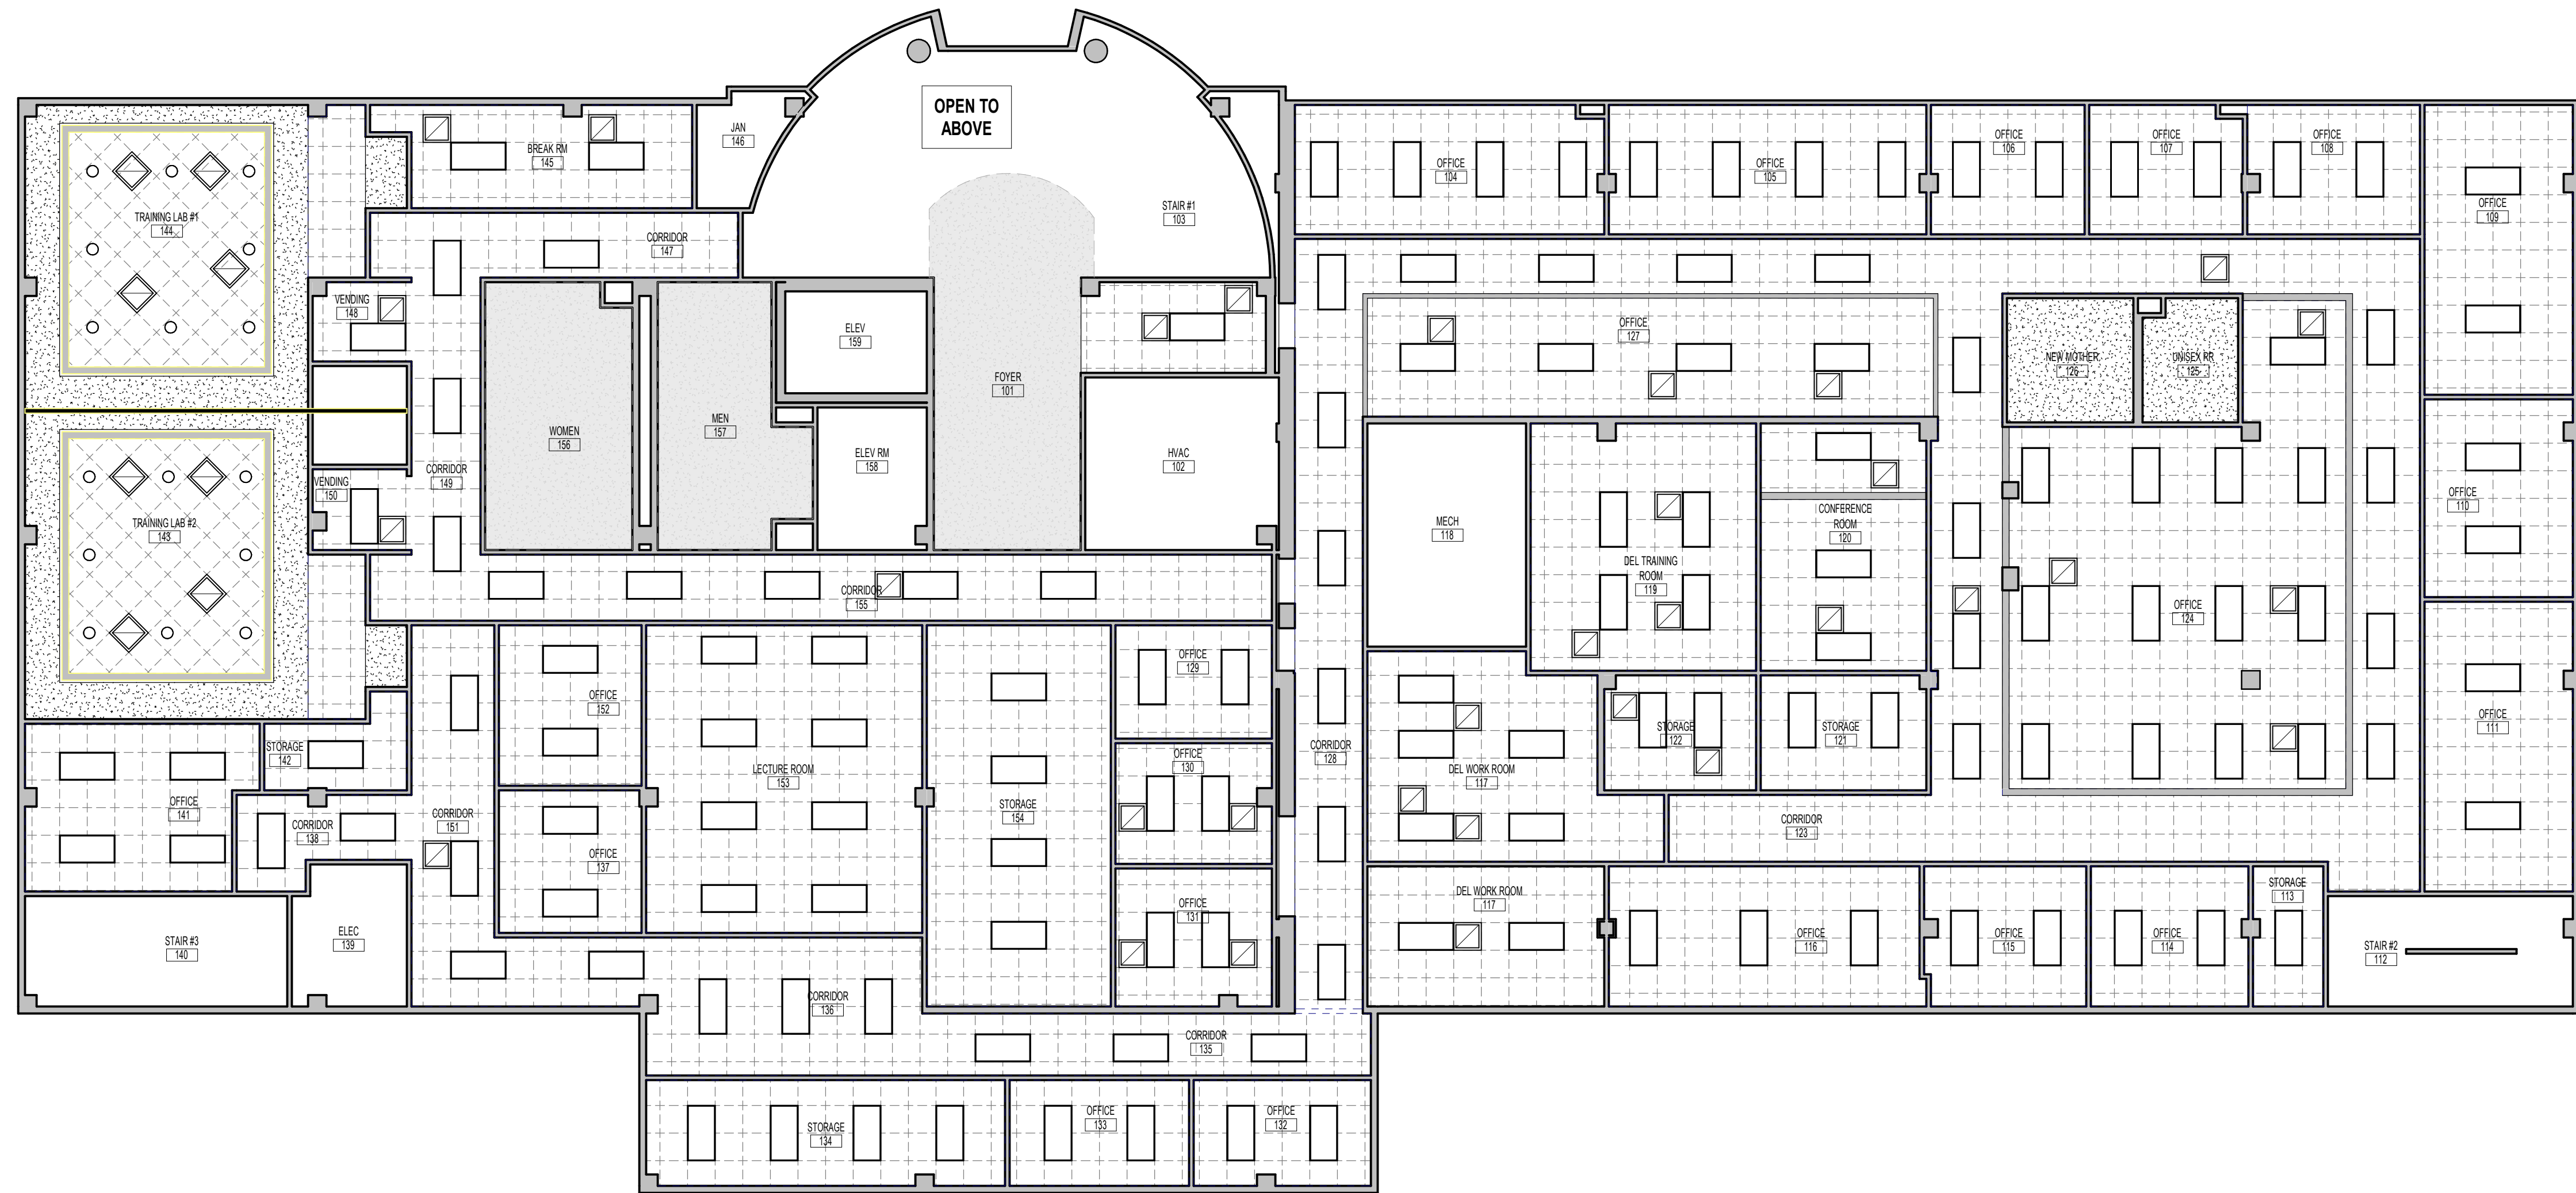 OPEN TO
ABOVE
JAN
146
BREAK RM
145
OFFICE
104
OFFICE
105
OFFICE
106
OFFICE
107
OFFICE
108
OFFICE
109
STAIR #1
103
TRAINING LAB #1
144
CORRIDOR
147
VENDING
148
ELEV
159
OFFICE
127
NEW MOTHER
126
UNISEX RR
125
FOYER
101
WOMEN
156
MEN
157
ELEV RM
158
HVAC
102
CORRIDOR
149
VENDING
150
TRAINING LAB #2
143
MECH
118
CONFERENCE
ROOM
120
OFFICE
110
DEL TRAINING
ROOM
119
CORRIDOR
155
OFFICE
124
OFFICE
129
OFFICE
152
STORAGE
142
LECTURE ROOM
153
OFFICE
130
CORRIDOR
128
STORAGE
122
STORAGE
121
OFFICE
111
DEL WORK ROOM
117
OFFICE
141
CORRIDOR
138
CORRIDOR
151
STORAGE
154
CORRIDOR
123
OFFICE
137
OFFICE
131
DEL WORK ROOM
117
STORAGE
113
STAIR #3
140
ELEC
139
OFFICE
116
OFFICE
115
OFFICE
114
STAIR #2
112
CORRIDOR
136
CORRIDOR
135
STORAGE
134
OFFICE
133
OFFICE
132